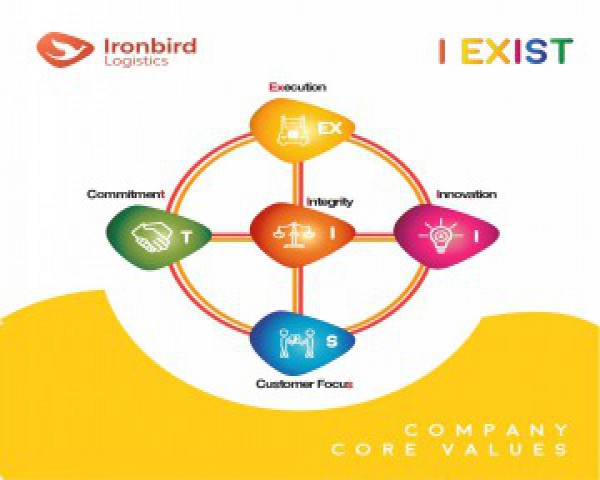 Ironbird
Logistics
I EXIST
Execution
EX
Commitment
T
Integrity
I
Innovation
I
S
Customer Focus
COMPANY
CORE VALUES